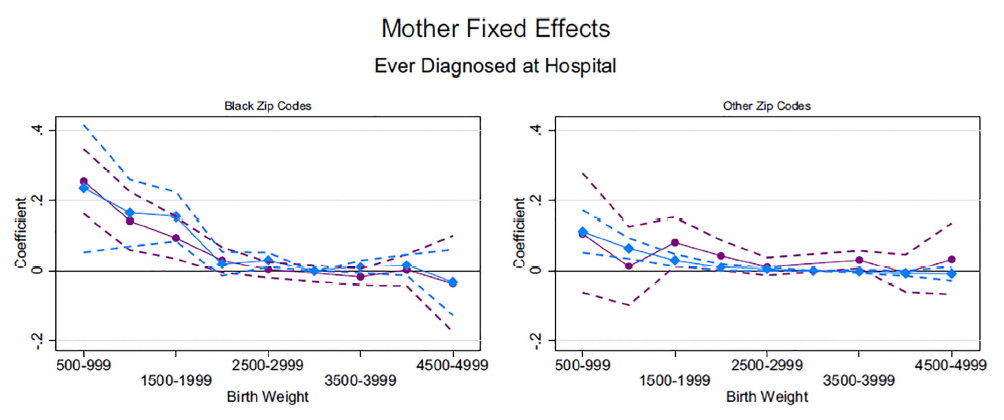 Mother Fixed Effects
Ever Diagnosed at Hospital
Black Zip Codes
Other Zip Codes
Coefficient
.4
.2
0
-.2
500-999
1500-1999
2500-2999
3500-3999
4500-4999
Birth Weight
Coefficient
.4
.2
0
-.2
500-999
1500-1999
2500-2999
3500-3999
4500-4999
Birth Weight